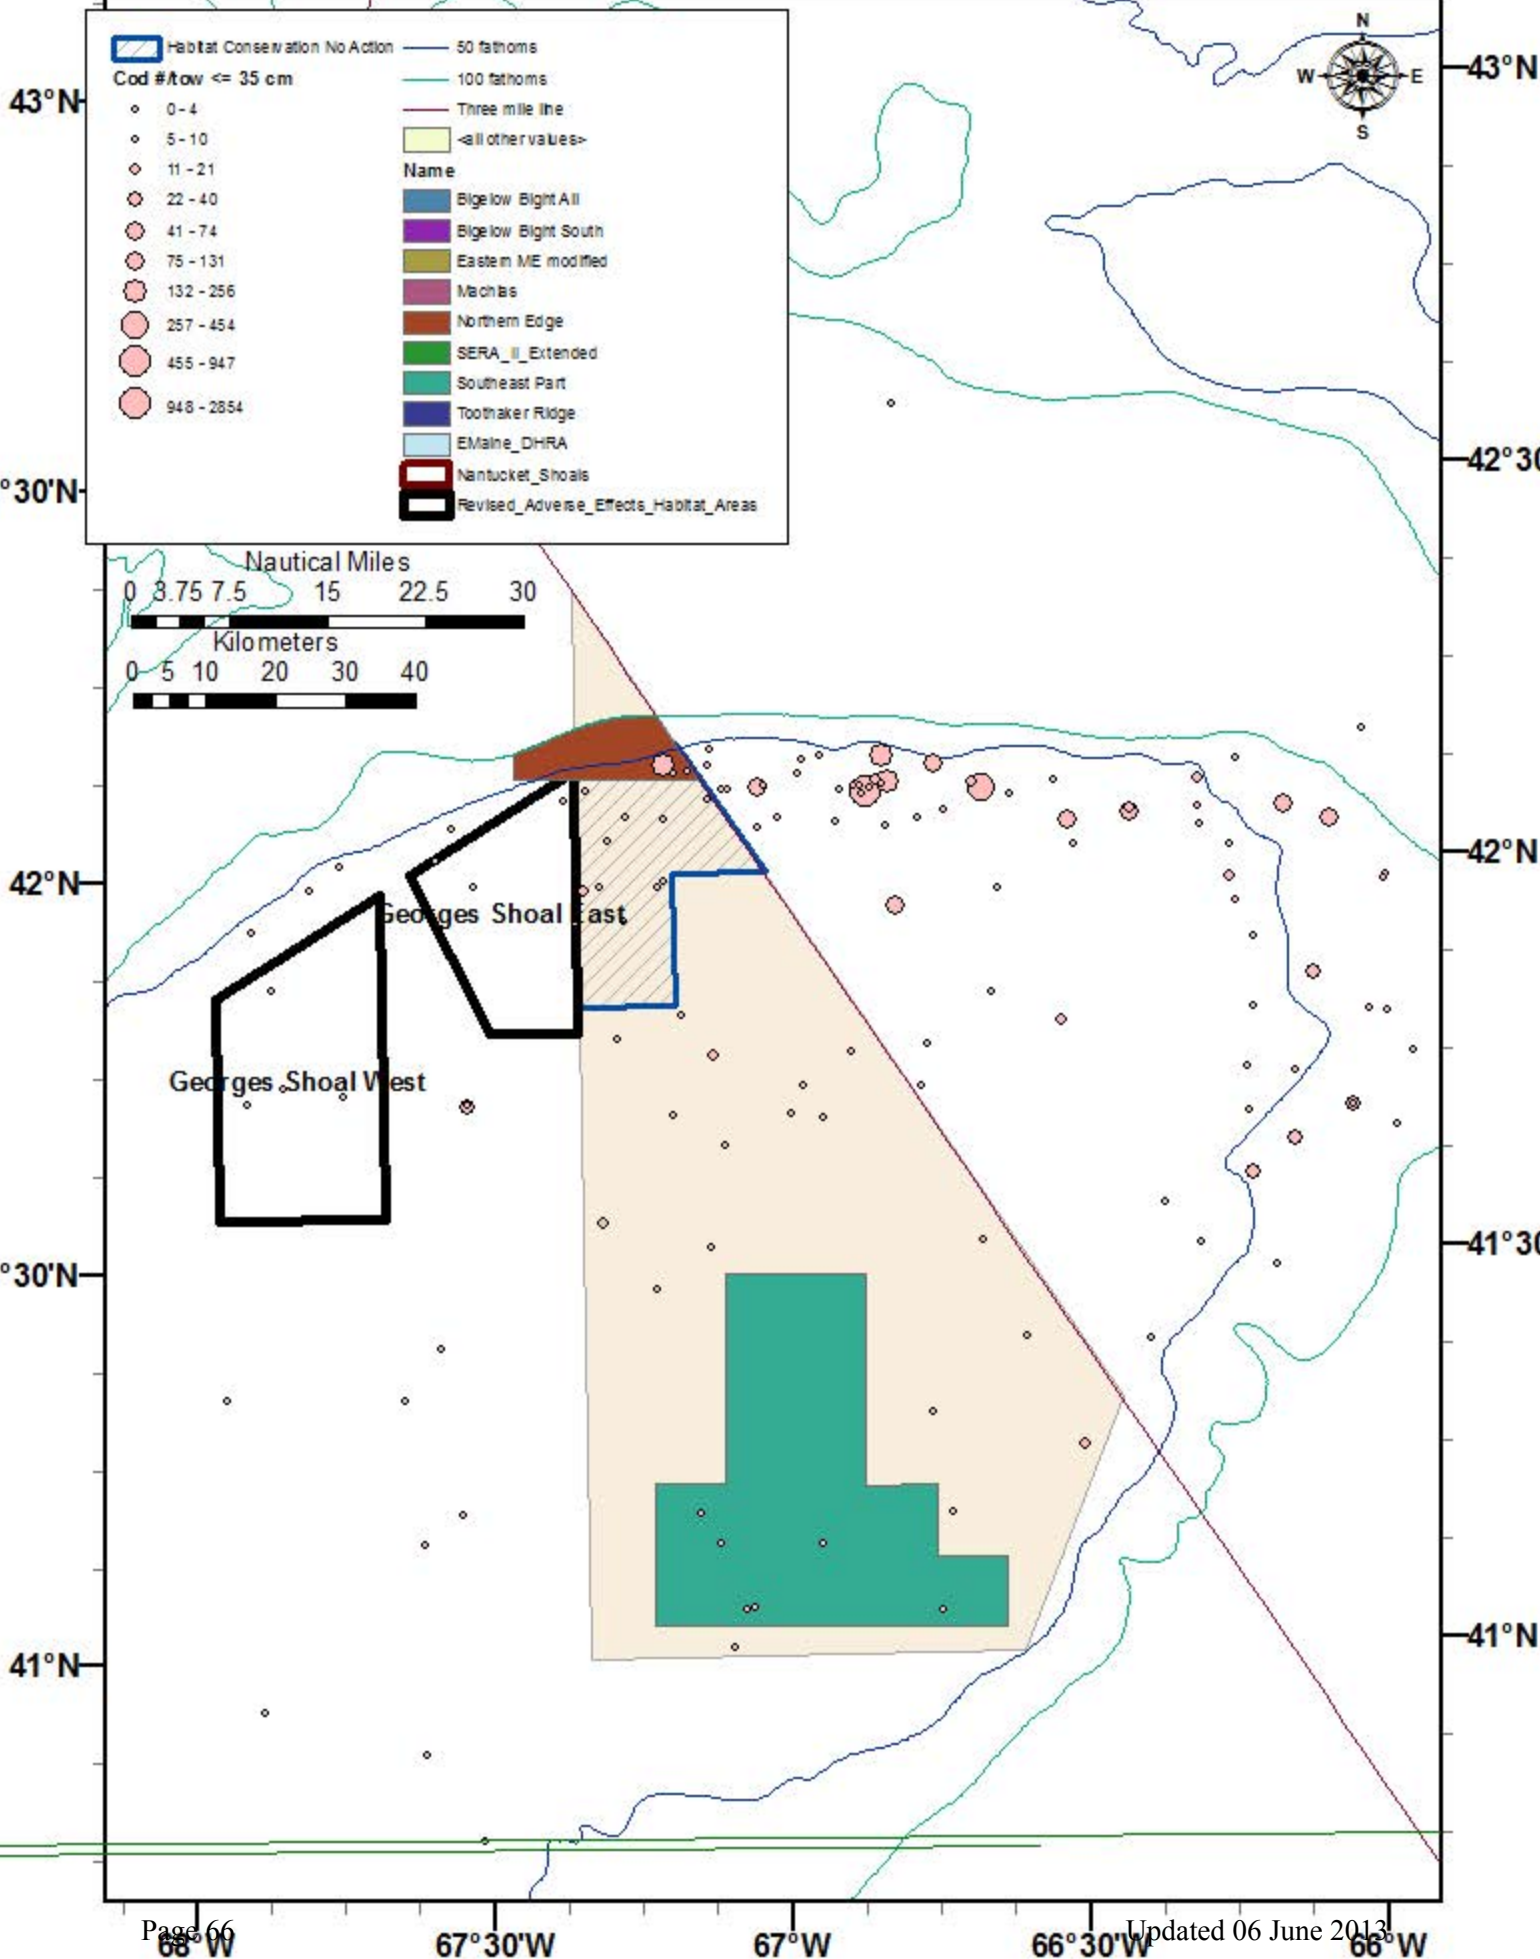 N
W E
S
43°N
43°N
Habitat Conservation No Action
Cod #/tow <= 35 cm
0 - 4
5 - 10
11 - 21
22 - 40
41 - 74
75 - 131
132 - 256
257 - 454
455 - 947
948 - 2854
50 fathoms
100 fathoms
Three mile line
<all other values>
Name
Bigelow Bight All
Bigelow Bight South
Eastern ME modified
Machias
Northern Edge
SERA_II_Extended
Southeast Part
Toothaker Ridge
EMaine_DHRA
Nantucket_Shoals
Revised_Adverse_Effects_Habitat_Areas
°30'N
42°30
Nautical Miles
0 3.75 7.5 15 22.5 30
Kilometers
0 5 10 20 30 40
42°N
42°N
Georges Shoal East
Georges Shoal West
°30'N
41°30
41°N
41°N
Page 66
Updated 06 June 2013
68°W 67°30'W 67°W 66°30'W 66°W